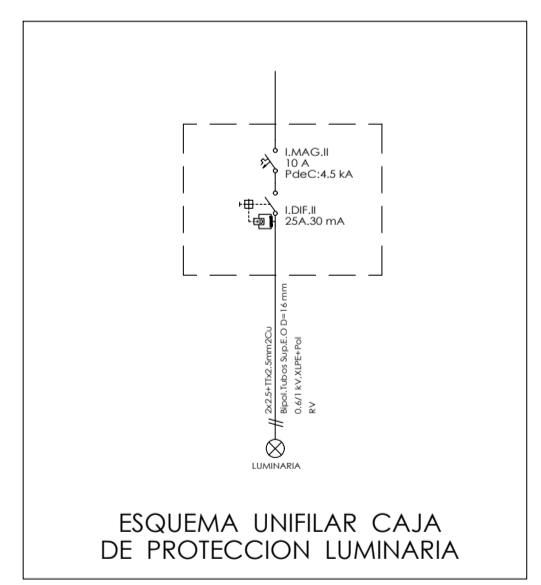 I.MAG.II
10 A
PdeC:4.5 kA
I.DIF.II
25A.30 mA
2x2.5+TTx2.5mm2Cu
Bipol.Tubos Sup.E.O D=16 mm
0.6/1 kV.XLPE+Pol
RV
LUMINARIA
ESQUEMA UNIFILAR CAJA
DE PROTECCION LUMINARIA